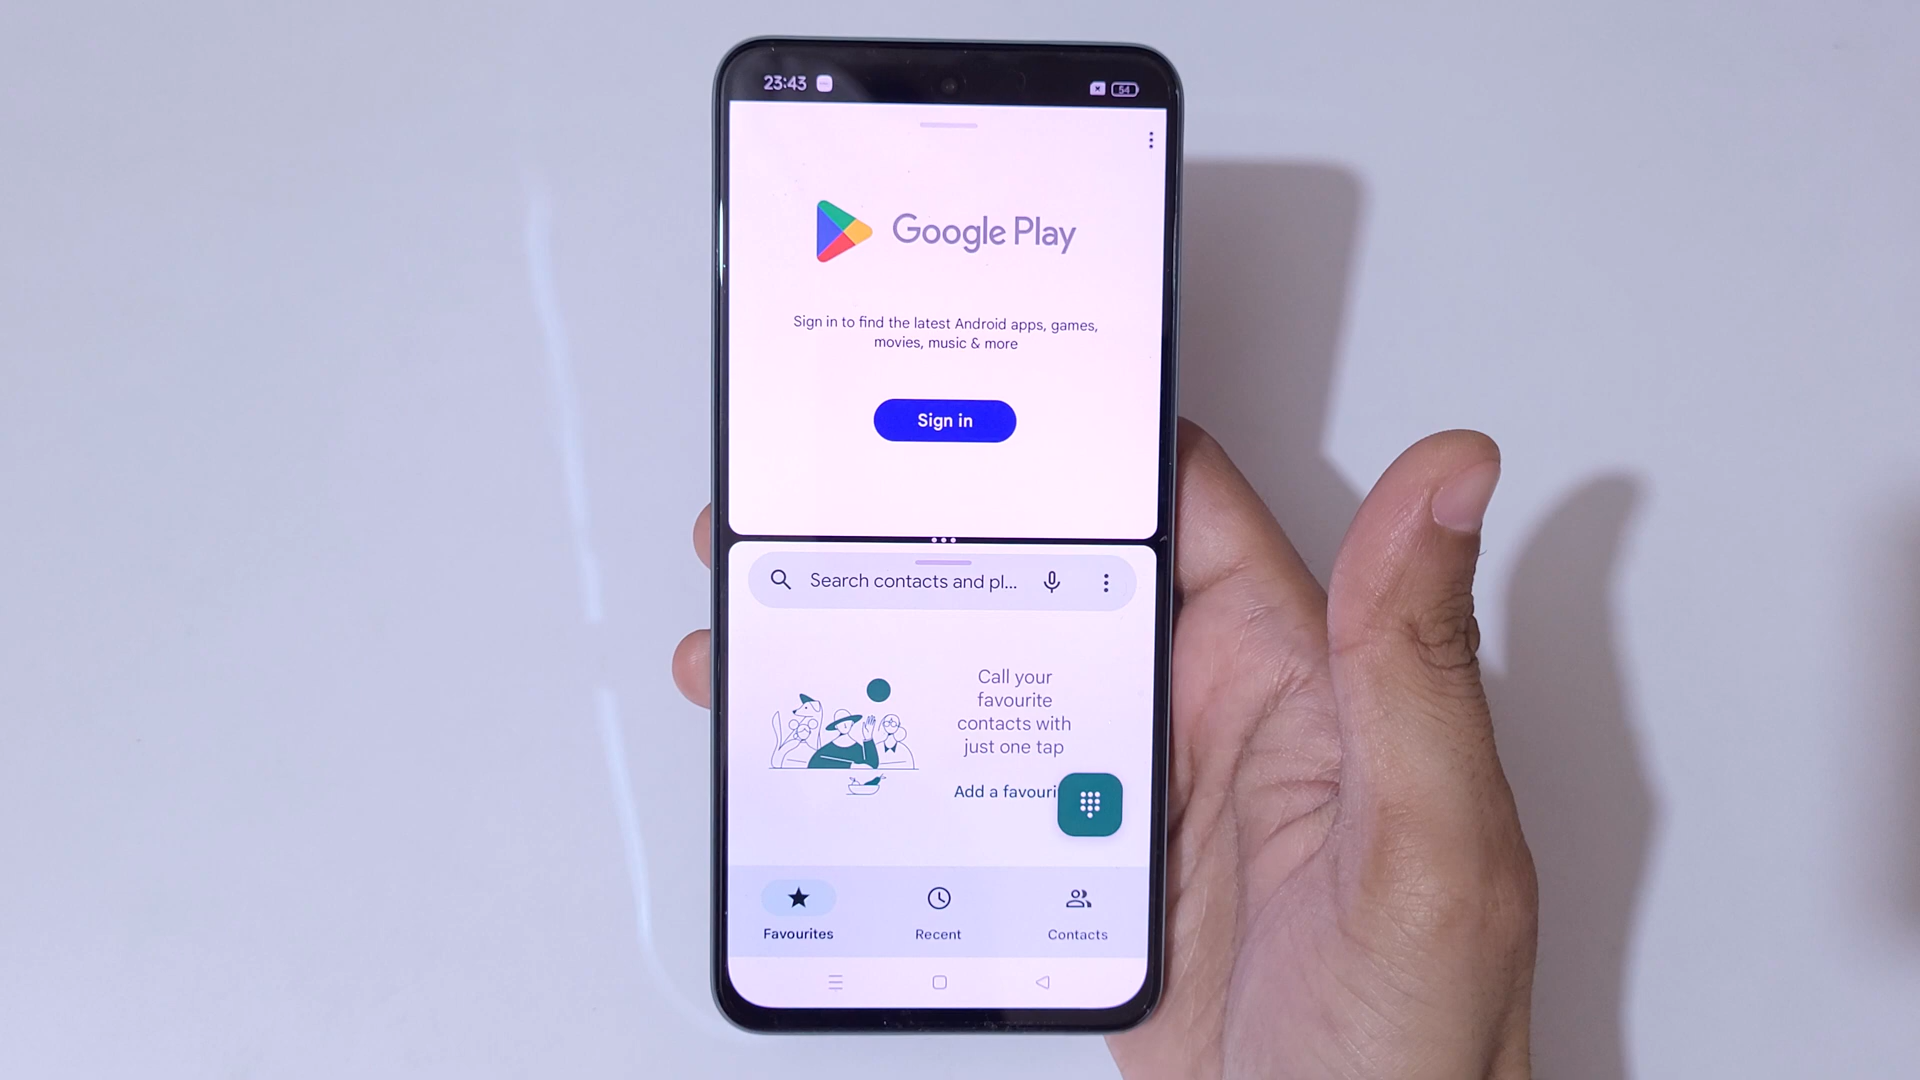 23:43
54
Google Play
Sign in to find the latest Android apps, games,
movies, music & more
Sign in
Search contacts and pl...
Call your
favourite
contacts with
just one tap
Add a favouri
Favourites
Recent
Contacts